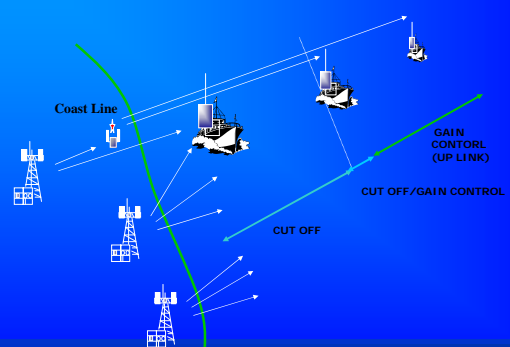 Coast Line
GAIN
CONTORL
(UP LINK)
CUT OFF/GAIN CONTROL
CUT OFF